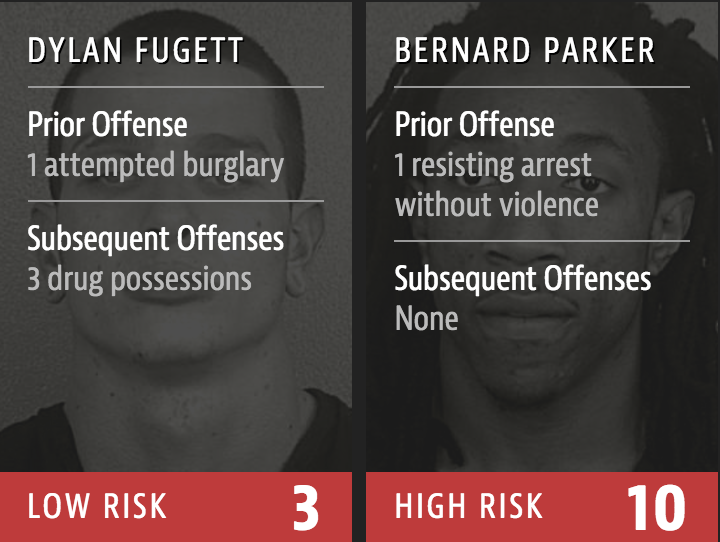 DYLAN FUGETT
Prior Offense
1 attempted burglary
Subsequent Offenses
3 drug possessions
LOW RISK 3
BERNARD PARKER
Prior Offense
1 resisting arrest
without violence
Subsequent Offenses
None
HIGH RISK 10